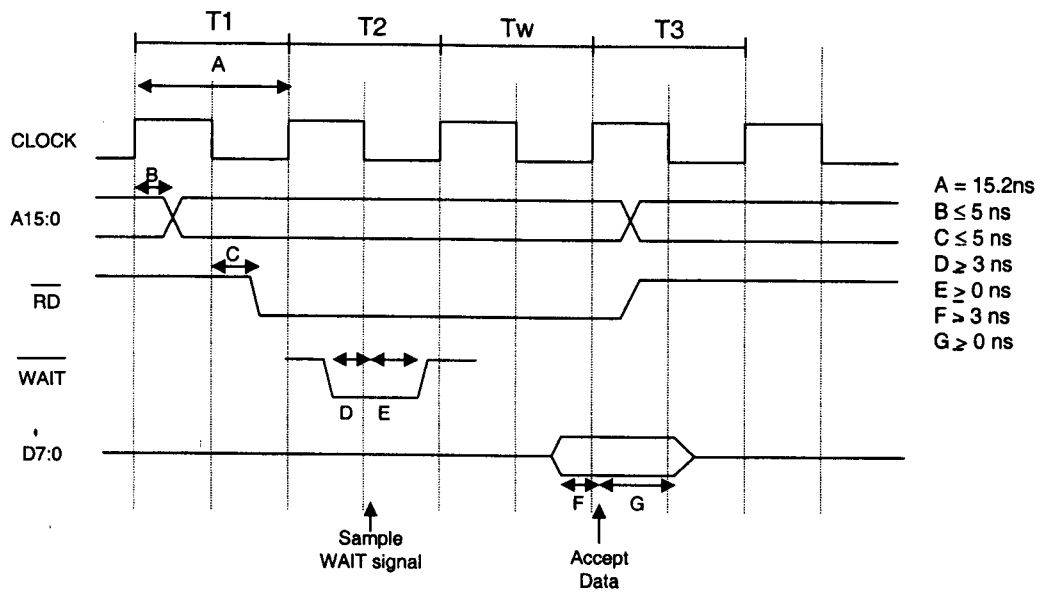 T1 T2 Tw T3
A
CLOCK
B
A15:0
C
RD
WAIT
D E
D7:0
F G
Sample
WAIT signal
Accept
Data
A = 15.2ns
B ≤ 5 ns
C ≤ 5 ns
D ≥ 3 ns
E ≥ 0 ns
F ≥ 3 ns
G ≥ 0 ns